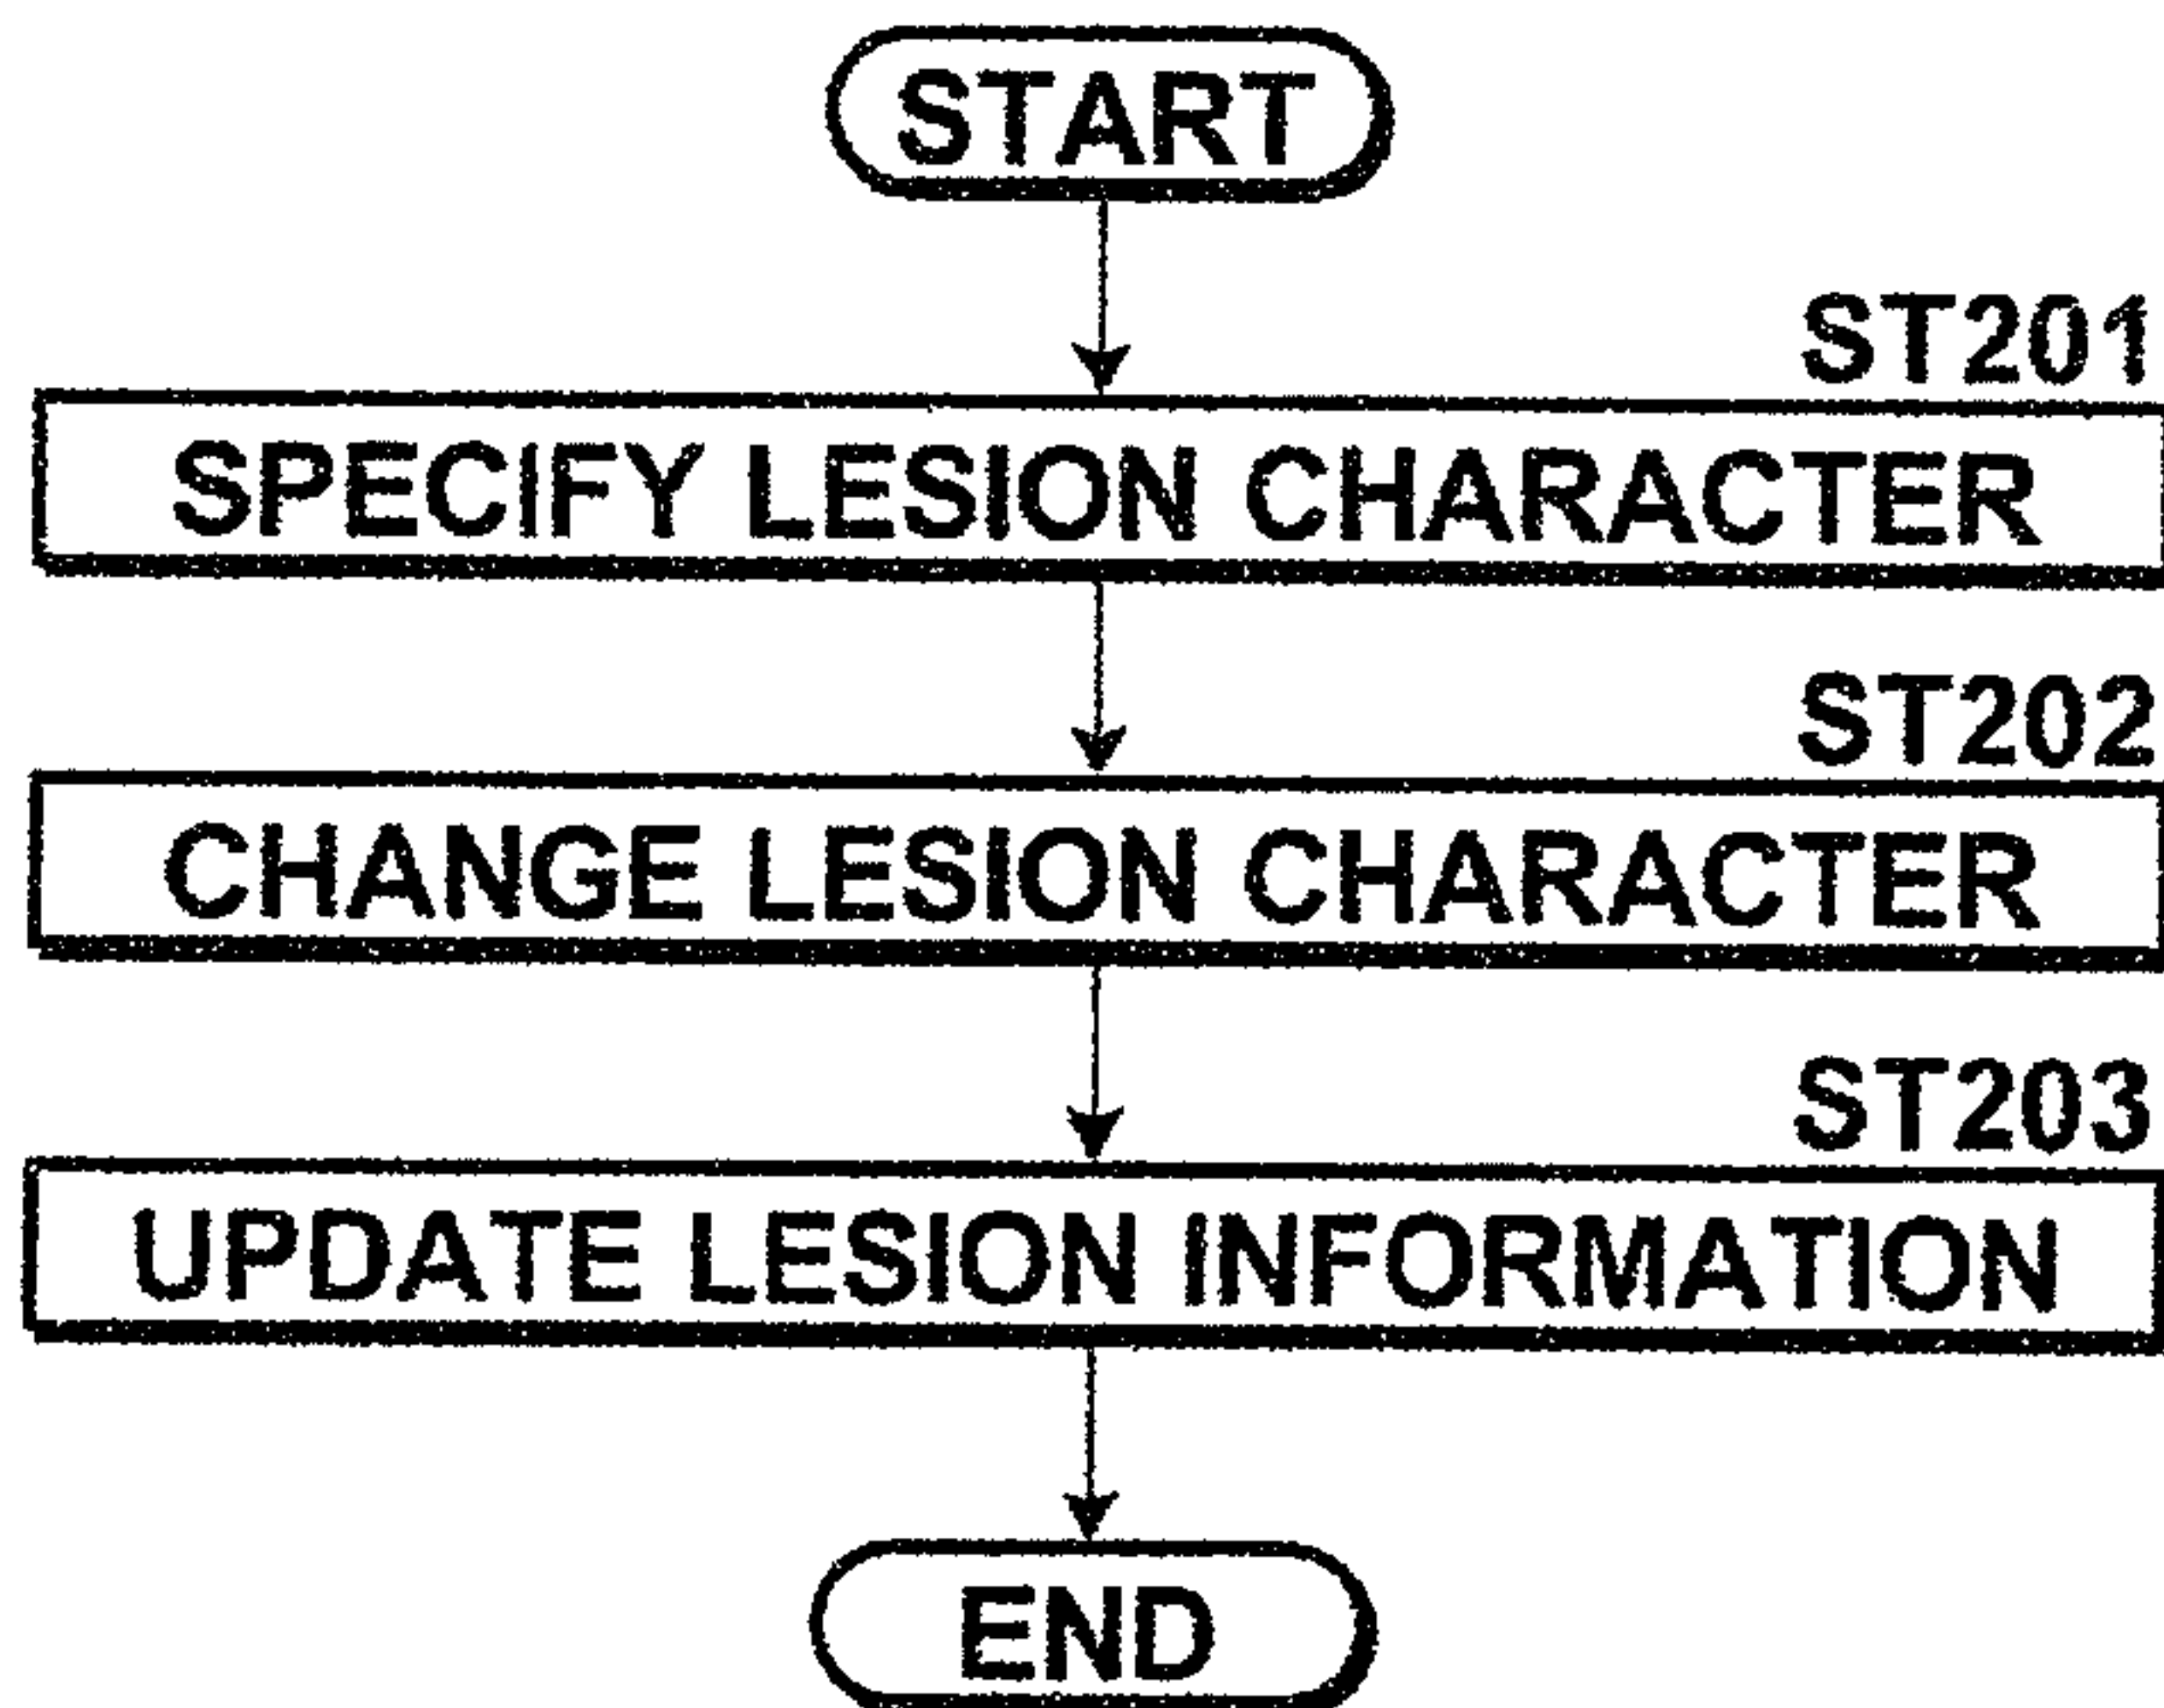 START
ST201
SPECIFY LESION CHARACTER
ST202
CHANGE LESION CHARACTER
ST203
UPDATE LESION INFORMATION
END